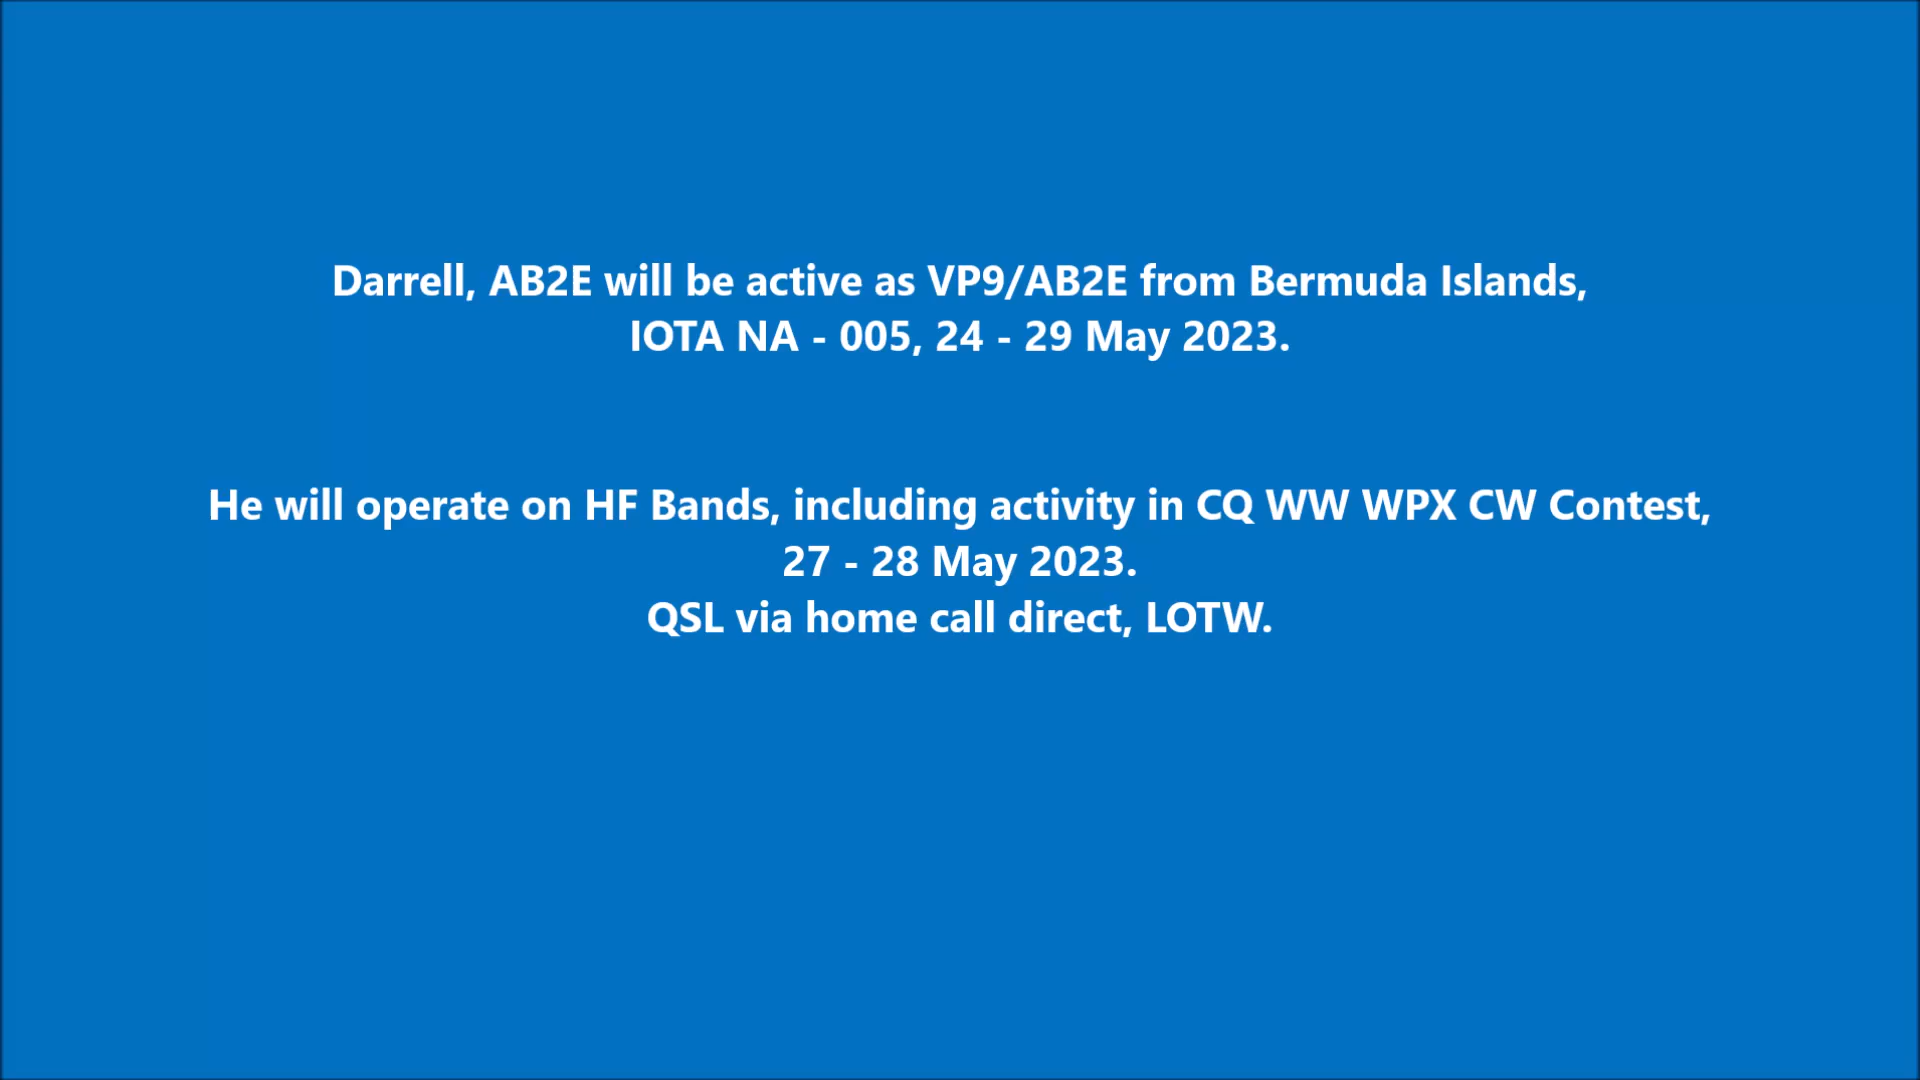 Darrell, AB2E will be active as VP9/AB2E from Bermuda Islands,
IOTA NA - 005, 24 - 29 May 2023.
He will operate on HF Bands, including activity in CQ WW WPX CW Contest,
27 - 28 May 2023.
QSL via home call direct, LOTW.